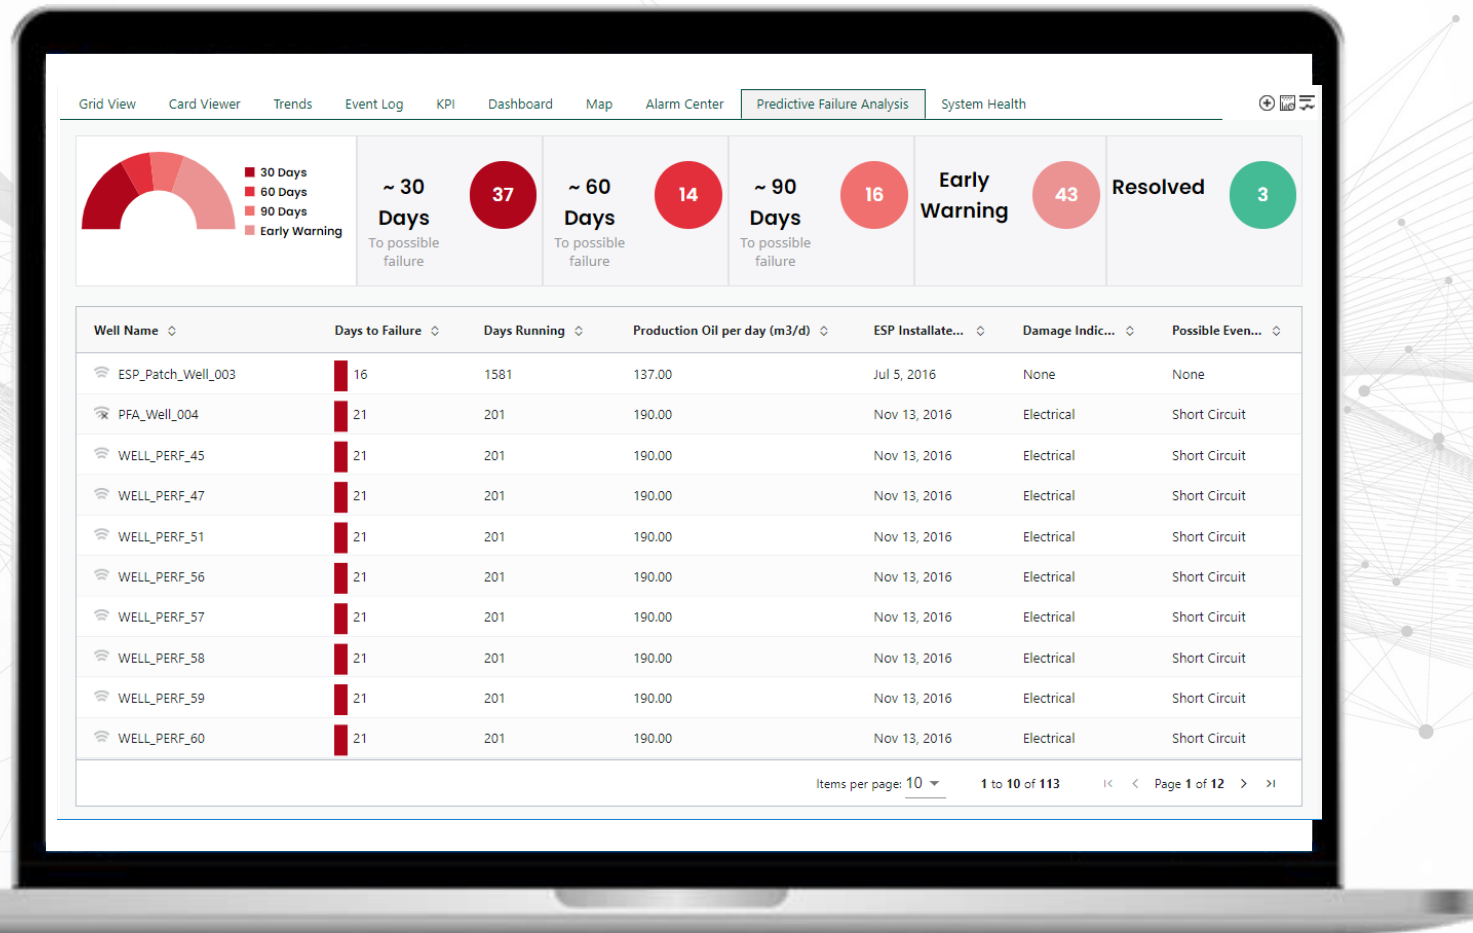 Grid View Card Viewer Trends Event Log KPI Dashboard Map Alarm Center Predictive Failure Analysis System Health
30 Days
60 Days
90 Days
Early Warning
~ 30
Days
To possible
failure
37
~ 60
Days
To possible
failure
14
~ 90
Days
To possible
failure
16
Early
Warning
43
Resolved
3
Well Name Days to Failure Days Running Production Oil per day (m3/d) ESP Installate... Damage Indic... Possible Even...
ESP_Patch_Well_003 16 1581 137.00 Jul 5, 2016 None None
PFA_Well_004 21 201 190.00 Nov 13, 2016 Electrical Short Circuit
WELL_PERF_45 21 201 190.00 Nov 13, 2016 Electrical Short Circuit
WELL_PERF_47 21 201 190.00 Nov 13, 2016 Electrical Short Circuit
WELL_PERF_51 21 201 190.00 Nov 13, 2016 Electrical Short Circuit
WELL_PERF_56 21 201 190.00 Nov 13, 2016 Electrical Short Circuit
WELL_PERF_57 21 201 190.00 Nov 13, 2016 Electrical Short Circuit
WELL_PERF_58 21 201 190.00 Nov 13, 2016 Electrical Short Circuit
WELL_PERF_59 21 201 190.00 Nov 13, 2016 Electrical Short Circuit
WELL_PERF_60 21 201 190.00 Nov 13, 2016 Electrical Short Circuit
Items per page: 10 1 to 10 of 113 Page 1 of 12